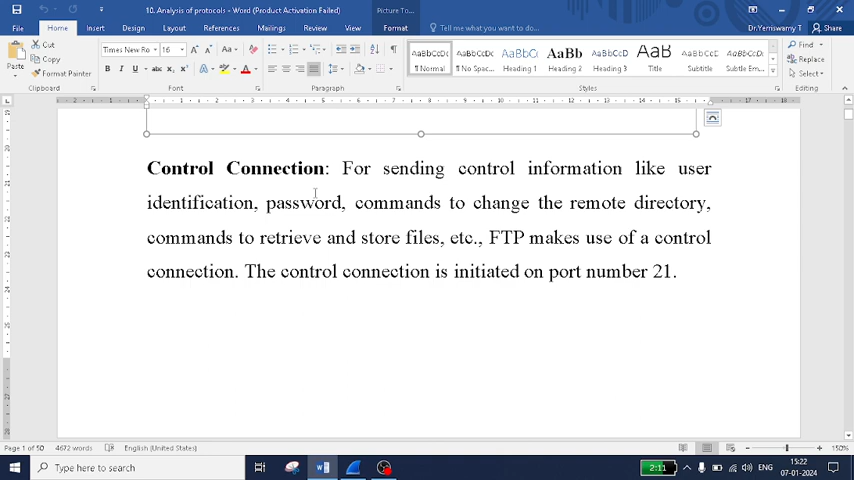 10. Analysis of protocols - Word (Product Activation Failed)
Picture To...
File
Home
Insert
Design
Layout
References
Mailings
Review
View
Format
Tell me what you want to do...
Dr.Yerriswamy T
Share
Paste
Cut
Copy
Format Painter
Clipboard
Times New Ro
16
Font
Paragraph
AaBbCcDc
¶ Normal
AaBbCcDc
¶ No Spac...
AaBbCc
Heading 1
AaBb
Heading 2
AaBbCcD
Heading 3
AaB
Title
AaBbCcD
Subtitle
AaBbCcDc
Subtle Em...
Styles
Find
Replace
Select
Editing
Control Connection: For sending control information like user
identification, password, commands to change the remote directory,
commands to retrieve and store files, etc., FTP makes use of a control
connection. The control connection is initiated on port number 21.
Page 1 of 50
4672 words
English (United States)
150%
Type here to search
2:11
ENG
15:22
07-01-2024